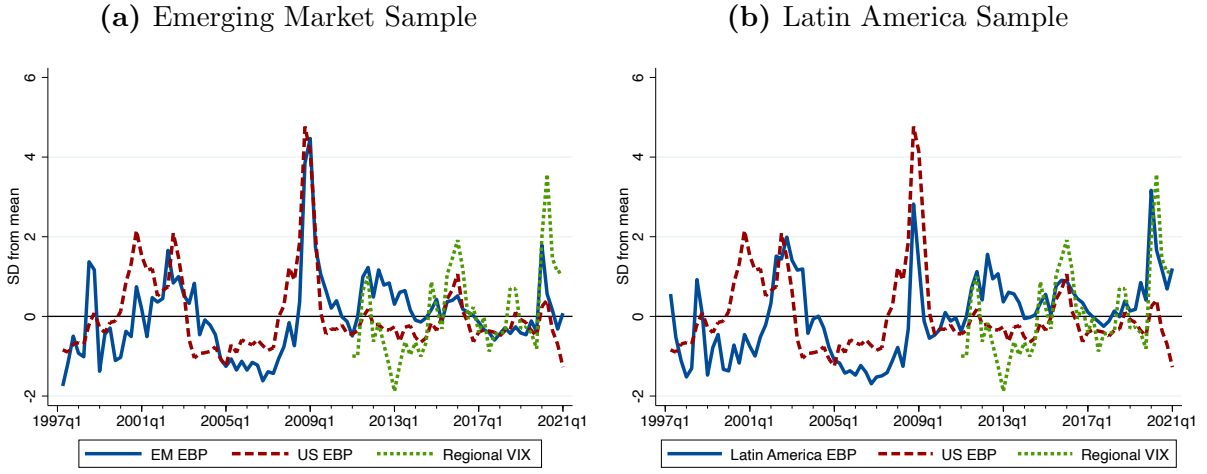 (a) Emerging Market Sample
SD from mean
6
4
2
0
-2
1997q1 2001q1 2005q1 2009q1 2013q1 2017q1 2021q1
EM EBP US EBP Regional VIX
(b) Latin America Sample
SD from mean
6
4
2
0
-2
1997q1 2001q1 2005q1 2009q1 2013q1 2017q1 2021q1
Latin America EBP US EBP Regional VIX